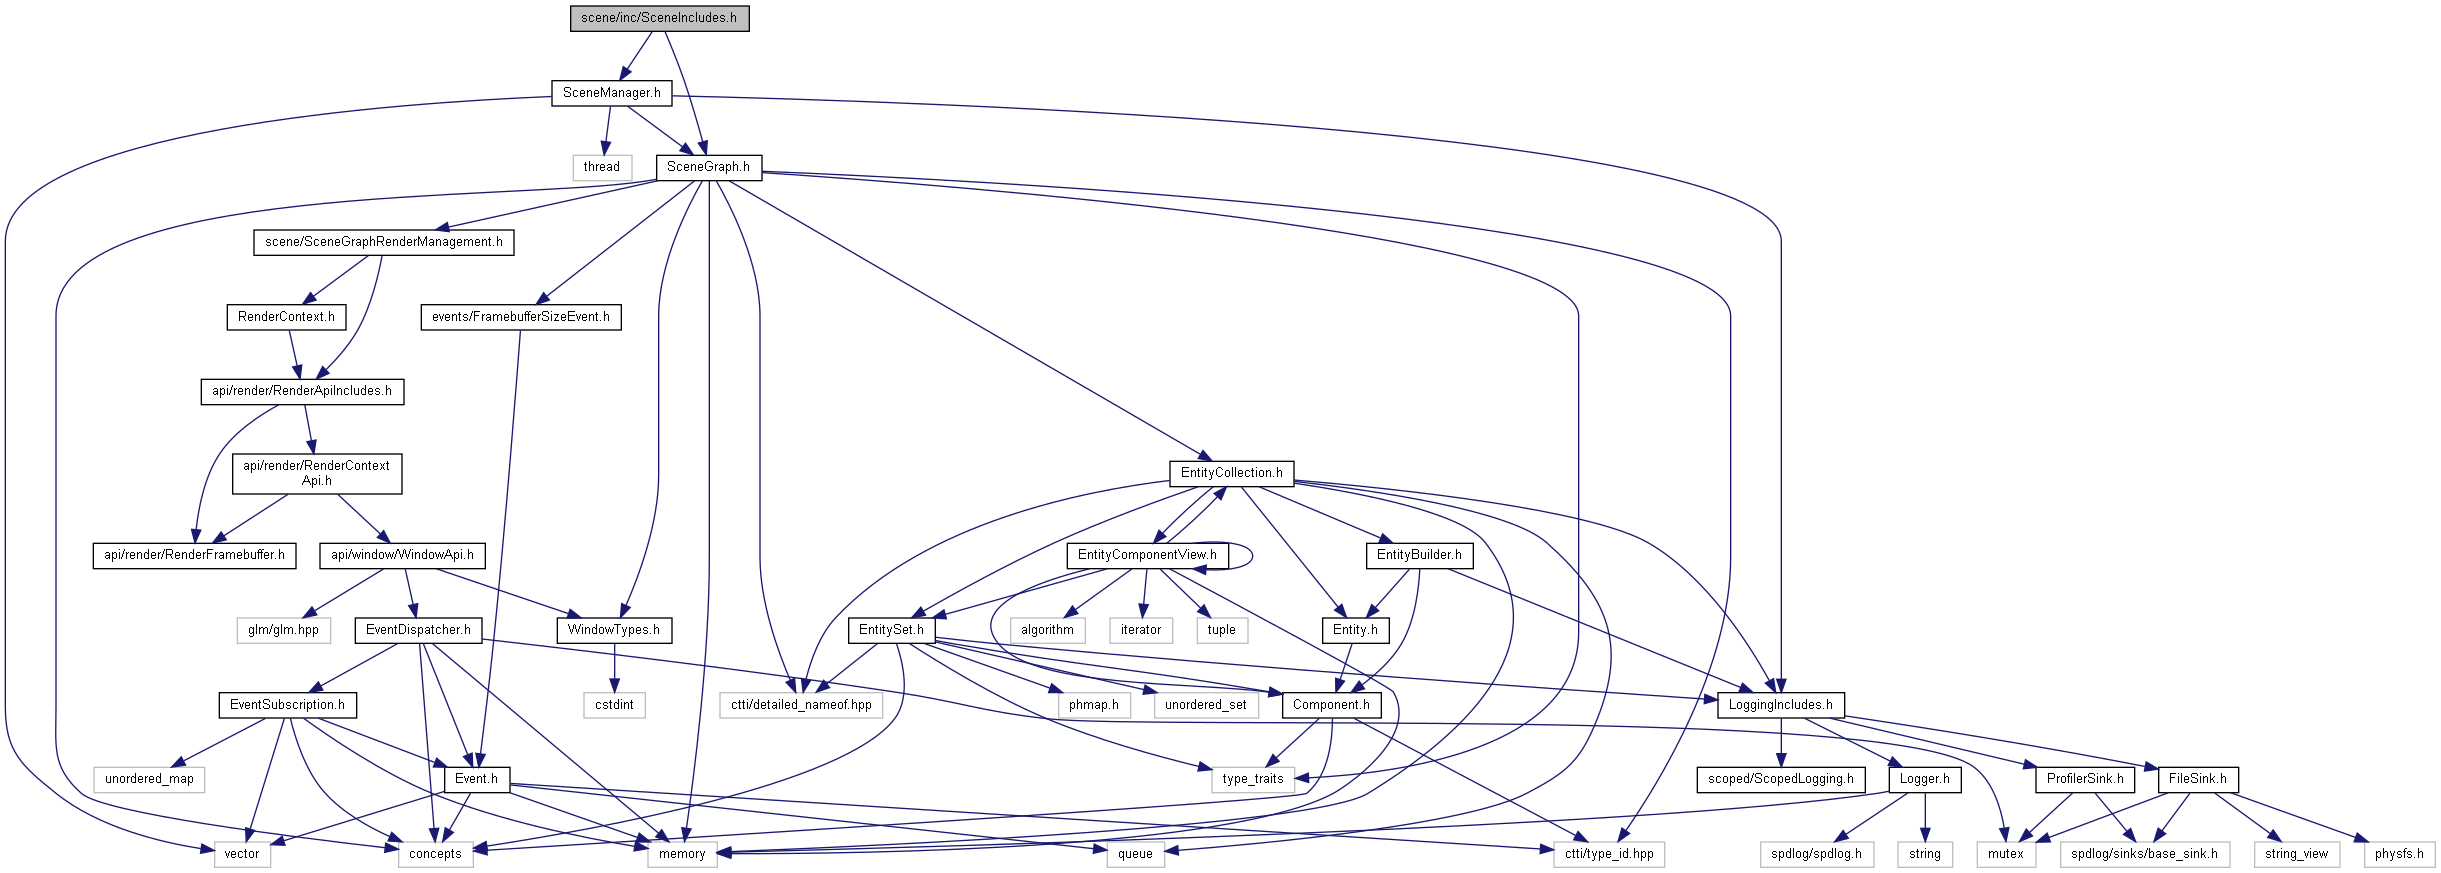 scene/inc/SceneIncludes.h
SceneManager.h
thread
SceneGraph.h
scene/SceneGraphRenderManagement.h
RenderContext.h
events/FramebufferSizeEvent.h
api/render/RenderApiIncludes.h
api/render/RenderContext
Api.h
EntityCollection.h
api/render/RenderFramebuffer.h
api/window/WindowApi.h
EntityComponentView.h
EntityBuilder.h
glm/glm.hpp
EventDispatcher.h
WindowTypes.h
EntitySet.h
algorithm
iterator
tuple
Entity.h
EventSubscription.h
cstdint
ctti/detailed_nameof.hpp
phmap.h
unordered_set
Component.h
LoggingIncludes.h
unordered_map
Event.h
type_traits
scoped/ScopedLogging.h
Logger.h
ProfilerSink.h
FileSink.h
vector
concepts
memory
queue
ctti/type_id.hpp
spdlog/spdlog.h
string
mutex
spdlog/sinks/base_sink.h
string_view
physfs.h